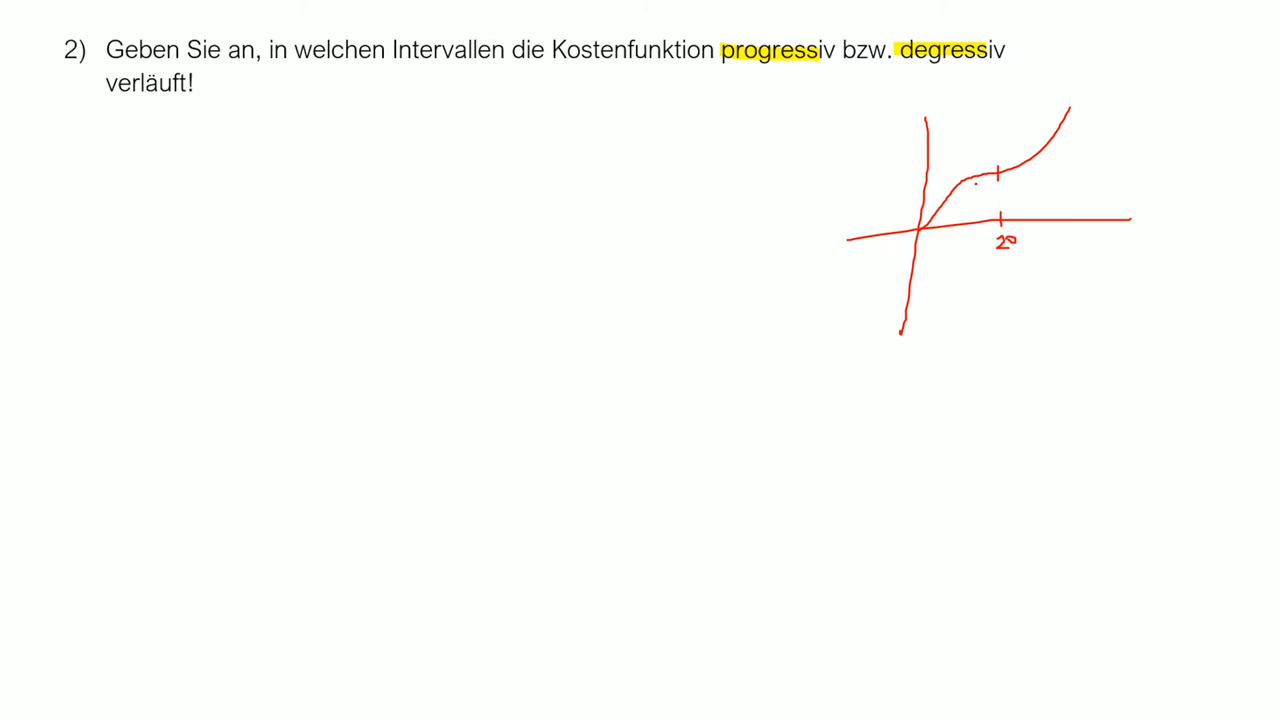 2) Geben Sie an, in welchen Intervallen die Kostenfunktion progressiv bzw. degressiv
verläuft!
20